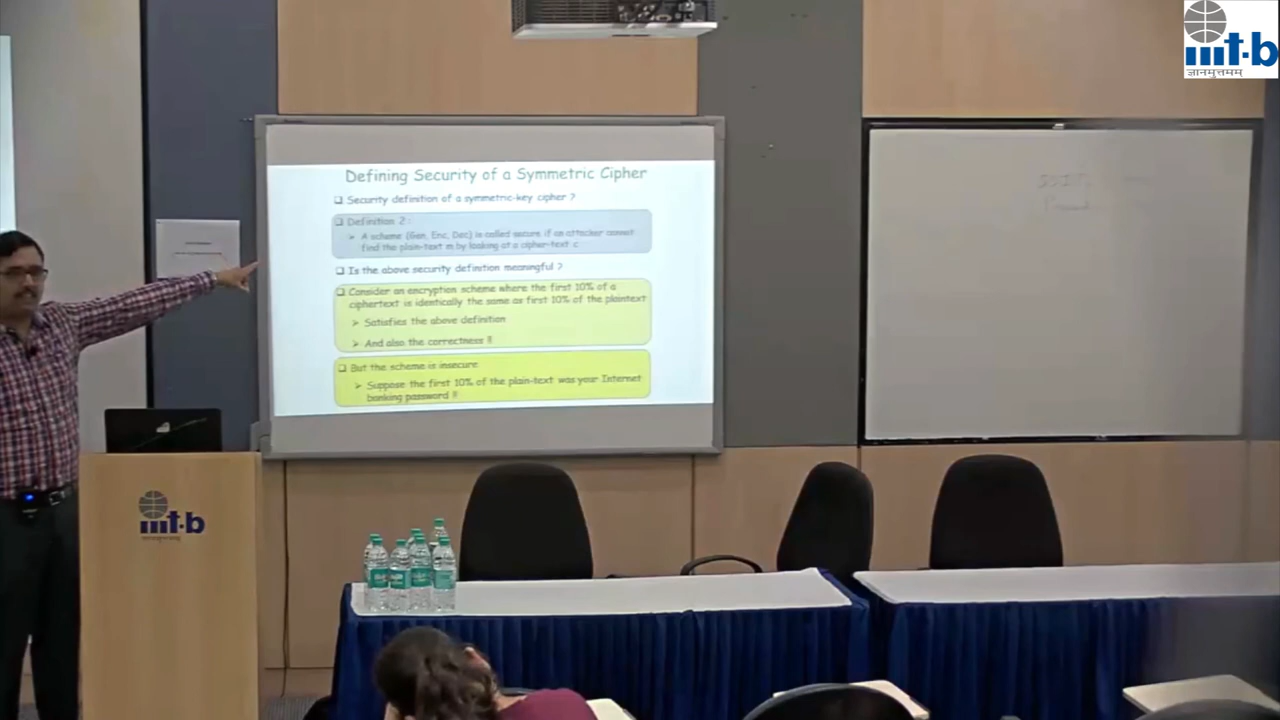 iiit-b
ज्ञानमुत्तमम्
Defining Security of a Symmetric Cipher
❑ Security definition of a symmetric-key cipher ?
❑ Definition 2 :
➢ A scheme (Gen, Enc, Dec) is called secure if an attacker cannot
find the plain-text m by looking at a cipher-text c
❑ Is the above security definition meaningful ?
❑ Consider an encryption scheme where the first 10% of a
ciphertext is identically the same as first 10% of the plaintext
➢ Satisfies the above definition
➢ And also the correctness !!
❑ But the scheme is insecure
➢ Suppose the first 10% of the plain-text was your Internet
banking password !!
iiit-b